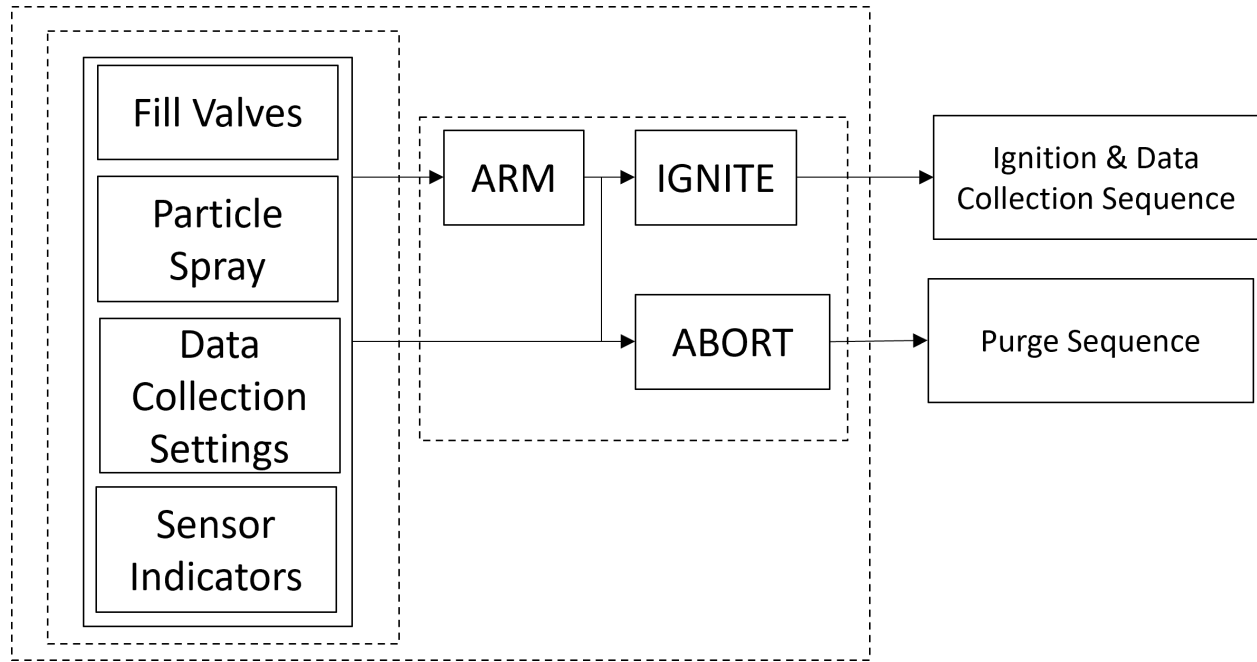 Fill Valves
Particle
Spray
Data
Collection
Settings
Sensor
Indicators
ARM
IGNITE
ABORT
Ignition & Data
Collection Sequence
Purge Sequence